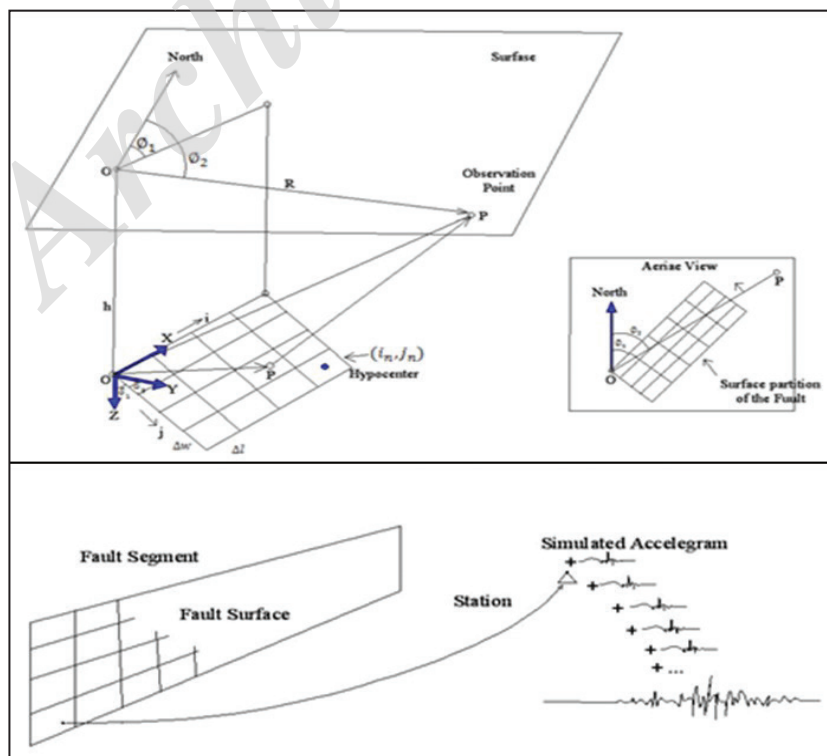 Archi
North
Surfase
Ø₁
Ø₂
O
Observation
Point
R
P
h
Aeriae View
P
North
O
Surface partition
of the Fault
i
X
(iₙ, jₙ)
Hypocenter
P
O
Y
Z
j
Δw
Δl
Fault Segment
Fault Surface
Simulated Accelegram
Station
+
+
+
+
+
+ ...